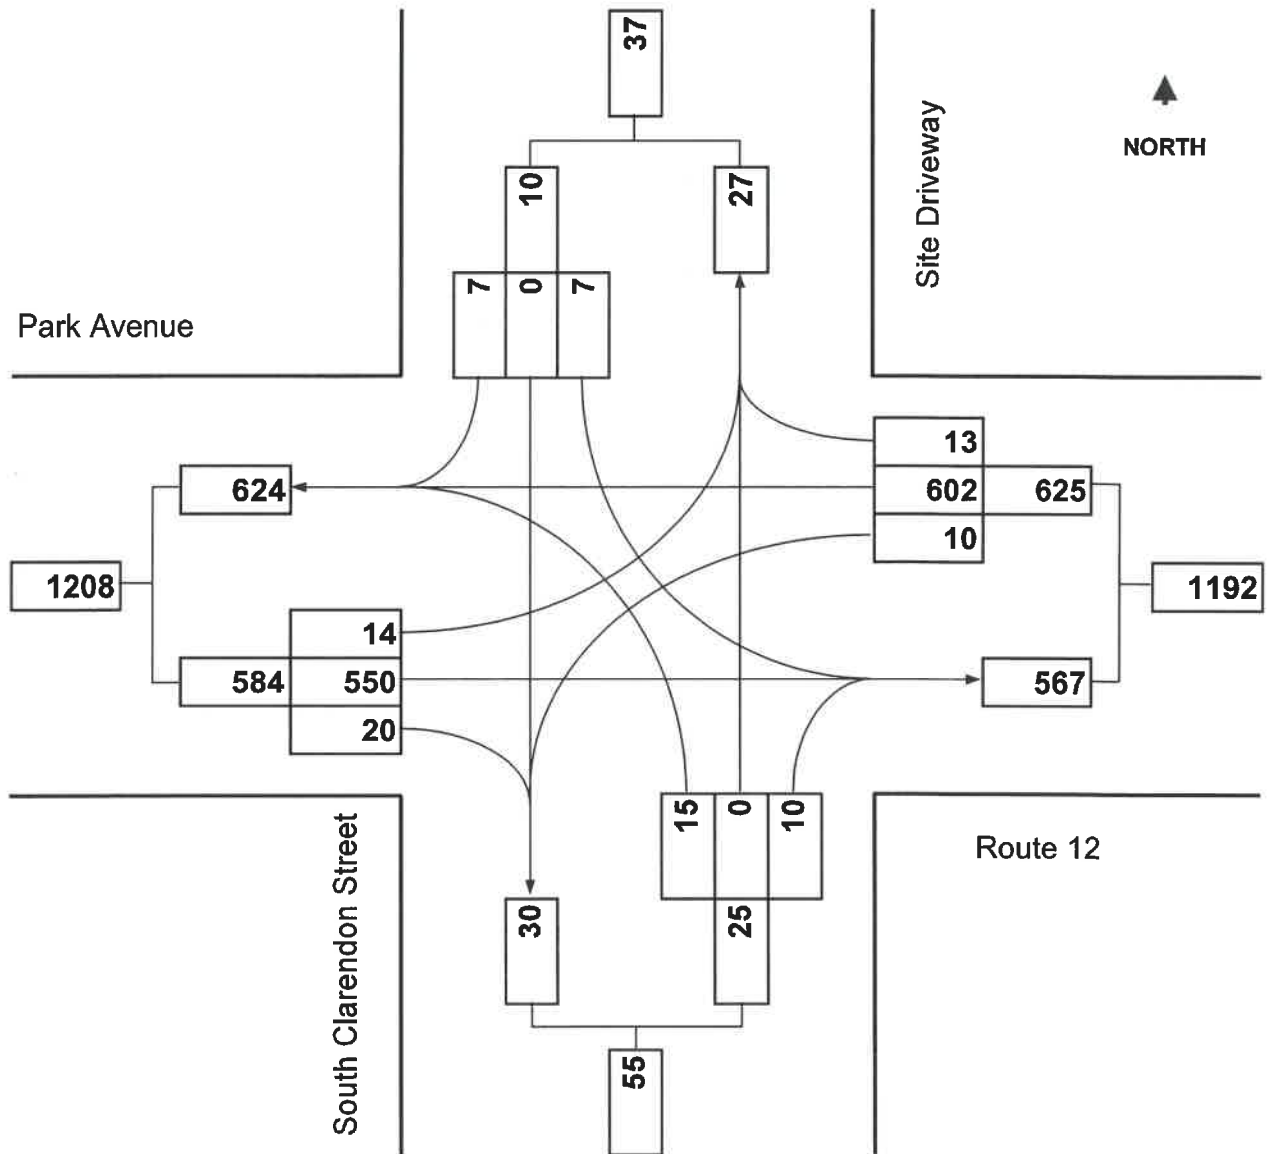 37
NORTH
Site Driveway
10
27
7 0 7
Park Avenue
13
624
602 625
10
1208
1192
14
584 550
567
20
15 0 10
Route 12
South Clarendon Street
30
25
55